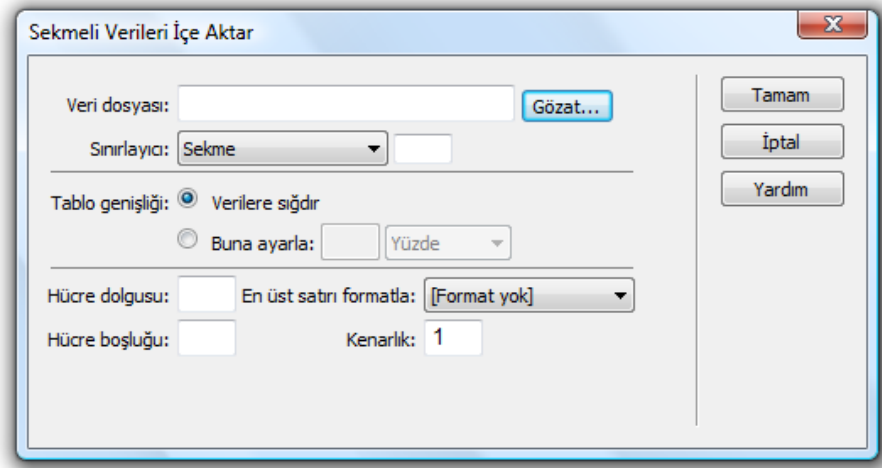 Sekmeli Verileri İçe Aktar
Veri dosyası: Gözat... Tamam
Sınırlayıcı: Sekme İptal
Tablo genişliği: Verilere sığdır Yardım
Buna ayarla: Yüzde
Hücre dolgusu: En üst satırı formatla: [Format yok]
Hücre boşluğu: Kenarlık: 1